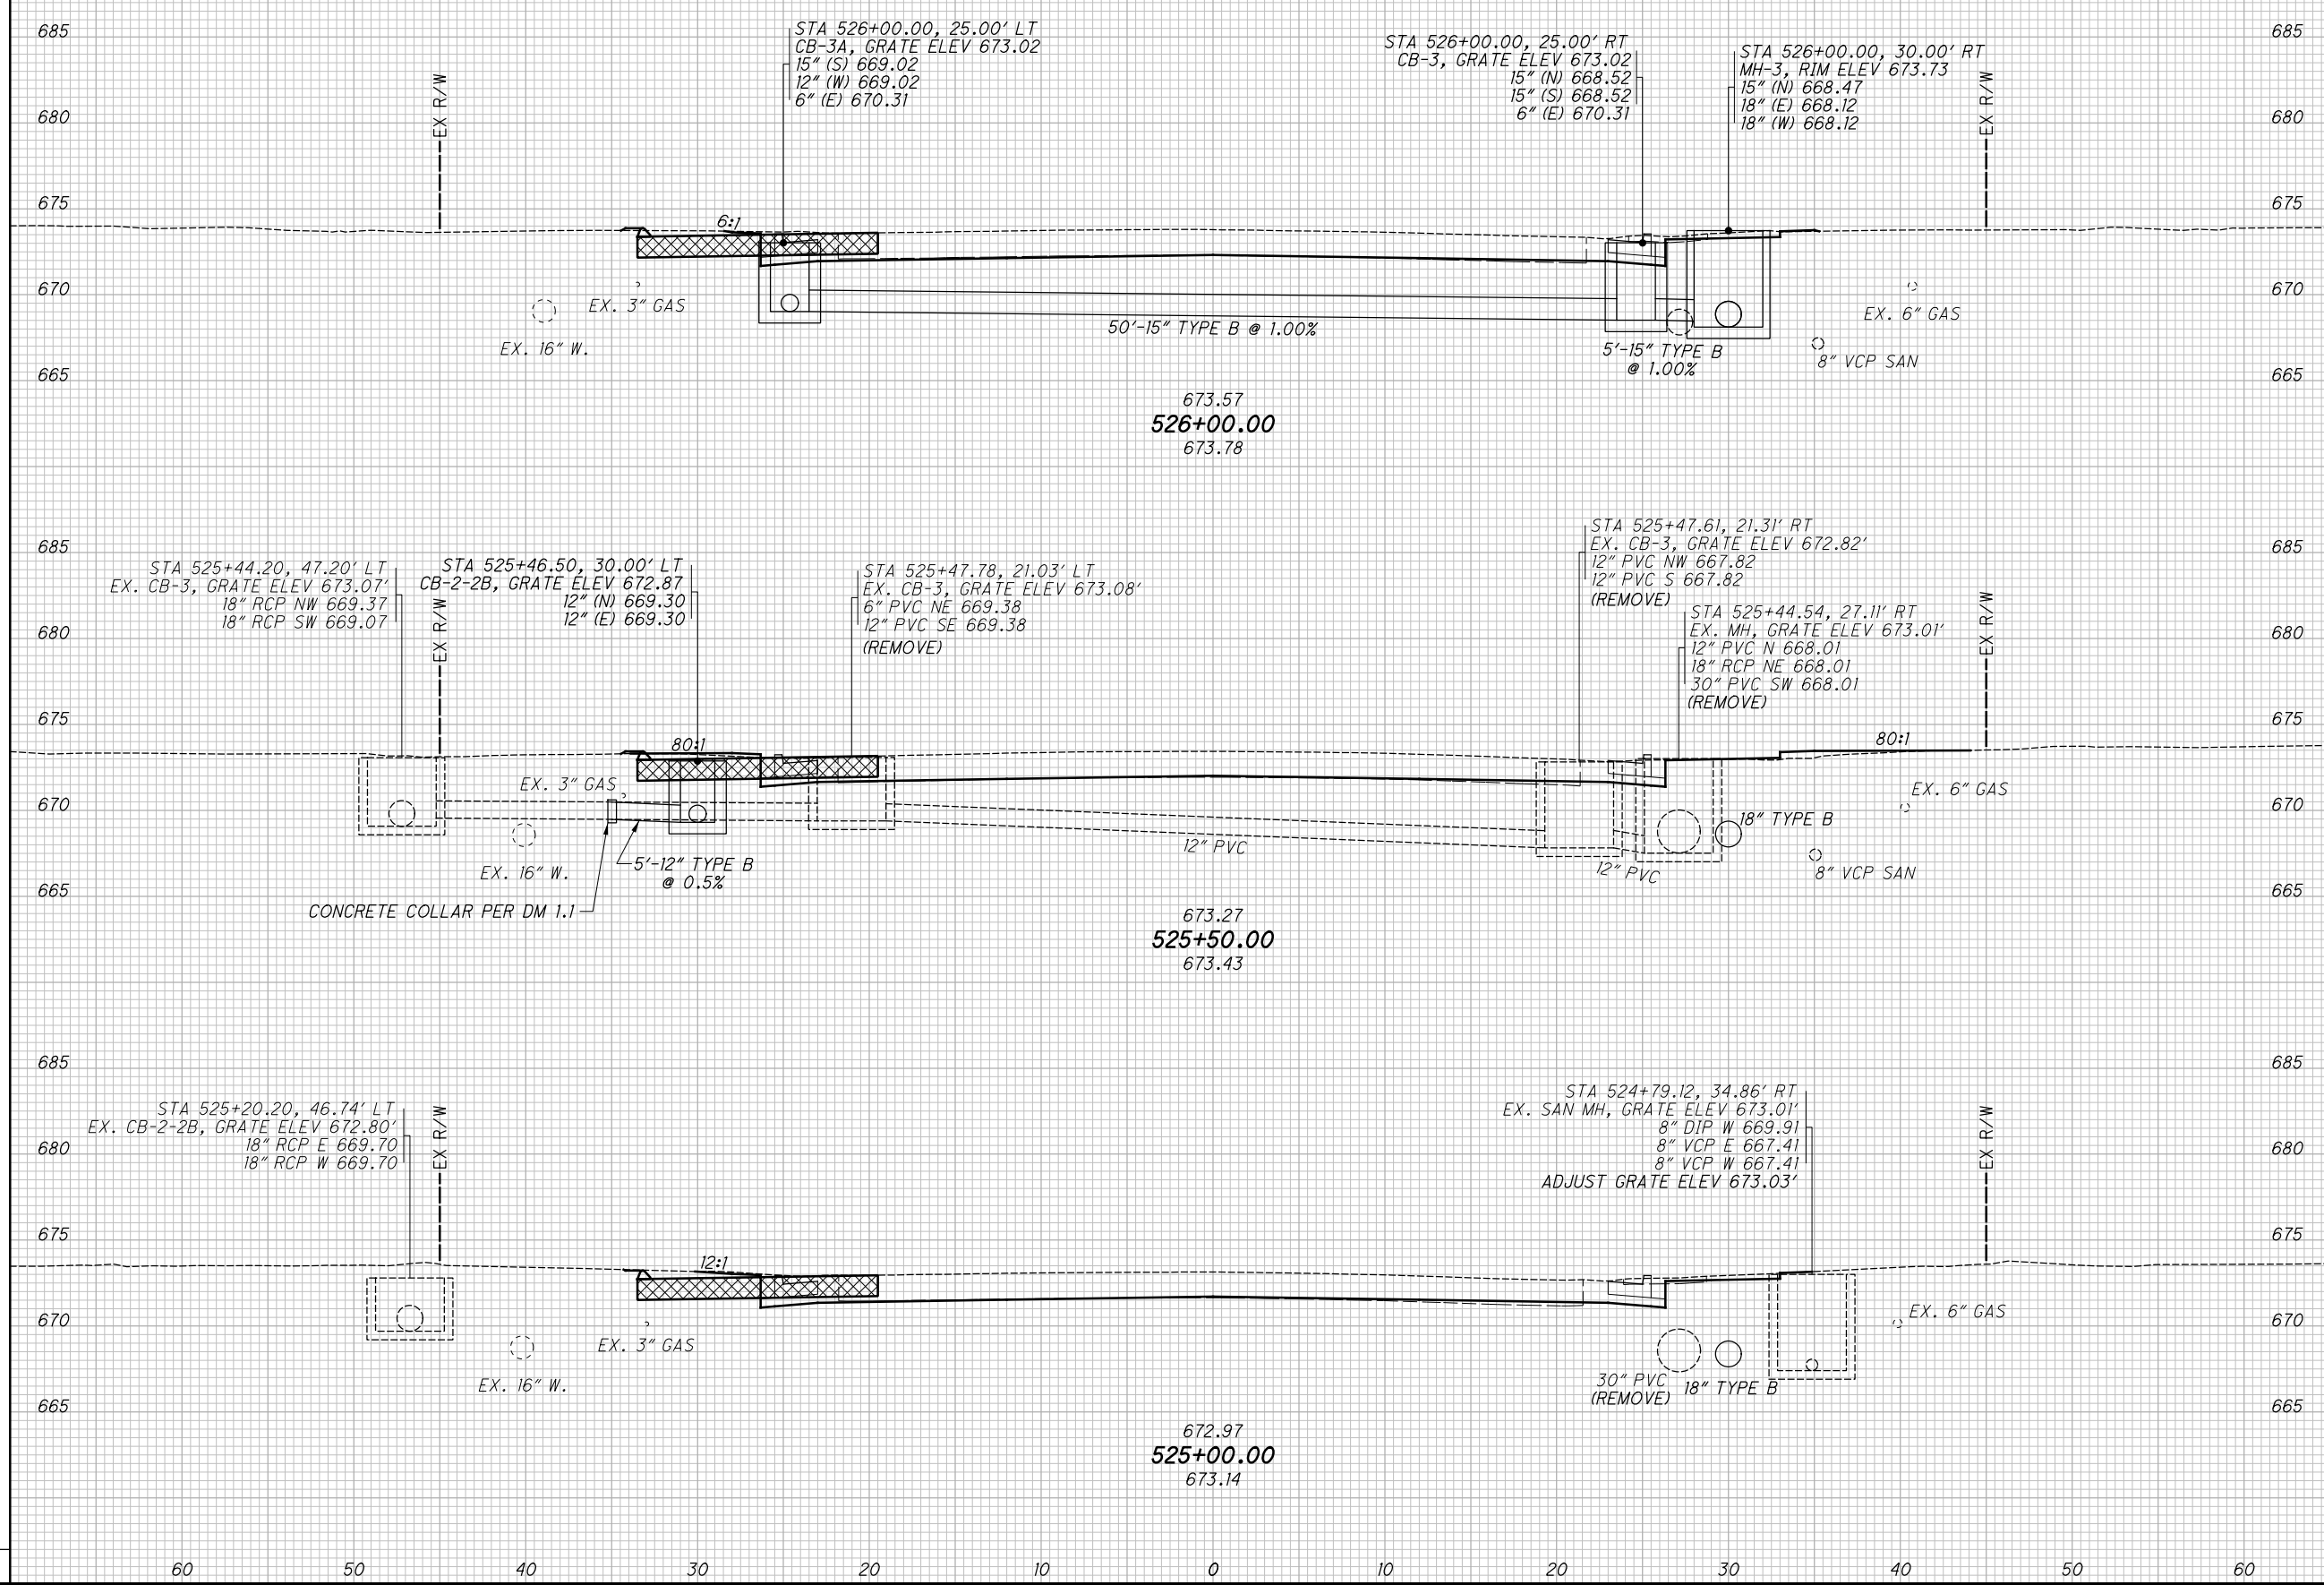 685
685
STA 526+00.00, 25.00' LT
CB-3A, GRATE ELEV 673.02
15" (S) 669.02
12" (W) 669.02
6" (E) 670.31
STA 526+00.00, 25.00' RT
CB-3, GRATE ELEV 673.02
15" (N) 668.52
15" (S) 668.52
6" (E) 670.31
STA 526+00.00, 30.00' RT
MH-3, RIM ELEV 673.73
15" (N) 668.47
18" (E) 668.12
18" (W) 668.12
EX R/W
EX R/W
680
680
675
675
6:1
670
670
EX. 3" GAS
EX. 16" W.
50'-15" TYPE B @ 1.00%
5'-15" TYPE B
@ 1.00%
EX. 6" GAS
8" VCP SAN
665
665
673.57
526+00.00
673.78
685
685
STA 525+44.20, 47.20' LT
EX. CB-3, GRATE ELEV 673.07'
18" RCP NW 669.37
18" RCP SW 669.07
STA 525+46.50, 30.00' LT
CB-2-2B, GRATE ELEV 672.87
12" (N) 669.30
12" (E) 669.30
STA 525+47.78, 21.03' LT
EX. CB-3, GRATE ELEV 673.08'
6" PVC NE 669.38
12" PVC SE 669.38
(REMOVE)
STA 525+47.61, 21.31' RT
EX. CB-3, GRATE ELEV 672.82'
12" PVC NW 667.82
12" PVC S 667.82
(REMOVE)
STA 525+44.54, 27.11' RT
EX. MH, GRATE ELEV 673.01'
12" PVC N 668.01
18" RCP NE 668.01
30" PVC SW 668.01
(REMOVE)
EX R/W
EX R/W
680
680
675
675
80:1
80:1
670
670
EX. 3" GAS
EX. 6" GAS
18" TYPE B
12" PVC
12" PVC
EX. 16" W.
5'-12" TYPE B
@ 0.5%
8" VCP SAN
CONCRETE COLLAR PER DM 1.1
665
665
673.27
525+50.00
673.43
685
685
STA 525+20.20, 46.74' LT
EX. CB-2-2B, GRATE ELEV 672.80'
18" RCP E 669.70
18" RCP W 669.70
STA 524+79.12, 34.86' RT
EX. SAN MH, GRATE ELEV 673.01'
8" DIP W 669.91
8" VCP E 667.41
8" VCP W 667.41
ADJUST GRATE ELEV 673.03'
EX R/W
EX R/W
680
680
675
675
12:1
670
670
EX. 3" GAS
EX. 16" W.
EX. 6" GAS
30" PVC
(REMOVE)
18" TYPE B
665
665
672.97
525+00.00
673.14
60 50 40 30 20 10 0 10 20 30 40 50 60